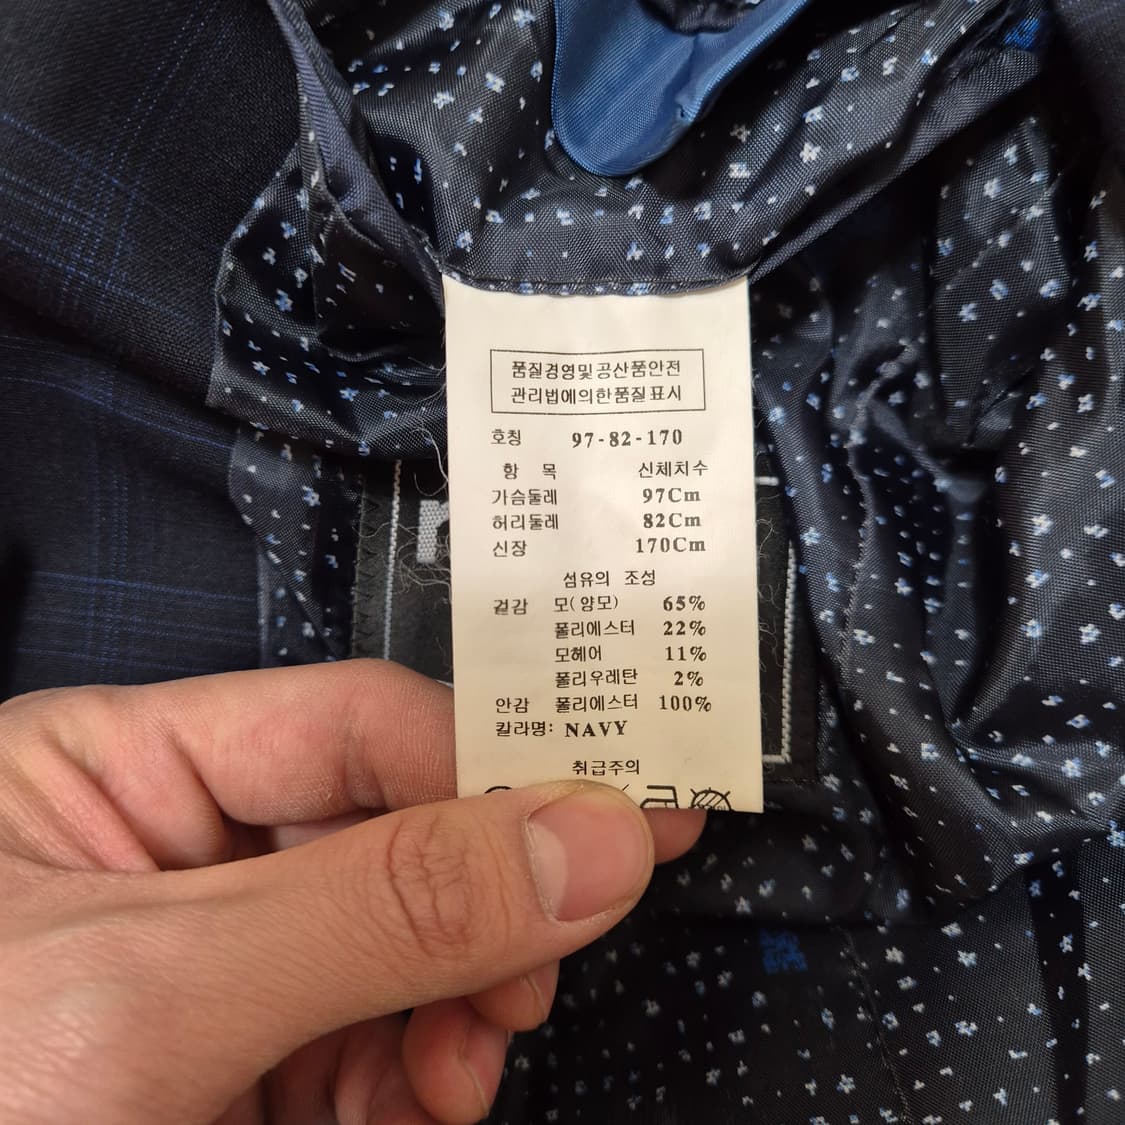 품질경영및공산품안전
관리법에의한품질표시
호칭 97-82-170
항 목 신체치수
가슴둘레 97Cm
허리둘레 82Cm
신장 170Cm
섬유의 조성
겉감 모(양모) 65%
폴리에스터 22%
모헤어 11%
폴리우레탄 2%
안감 폴리에스터 100%
칼라명: NAVY
취급주의